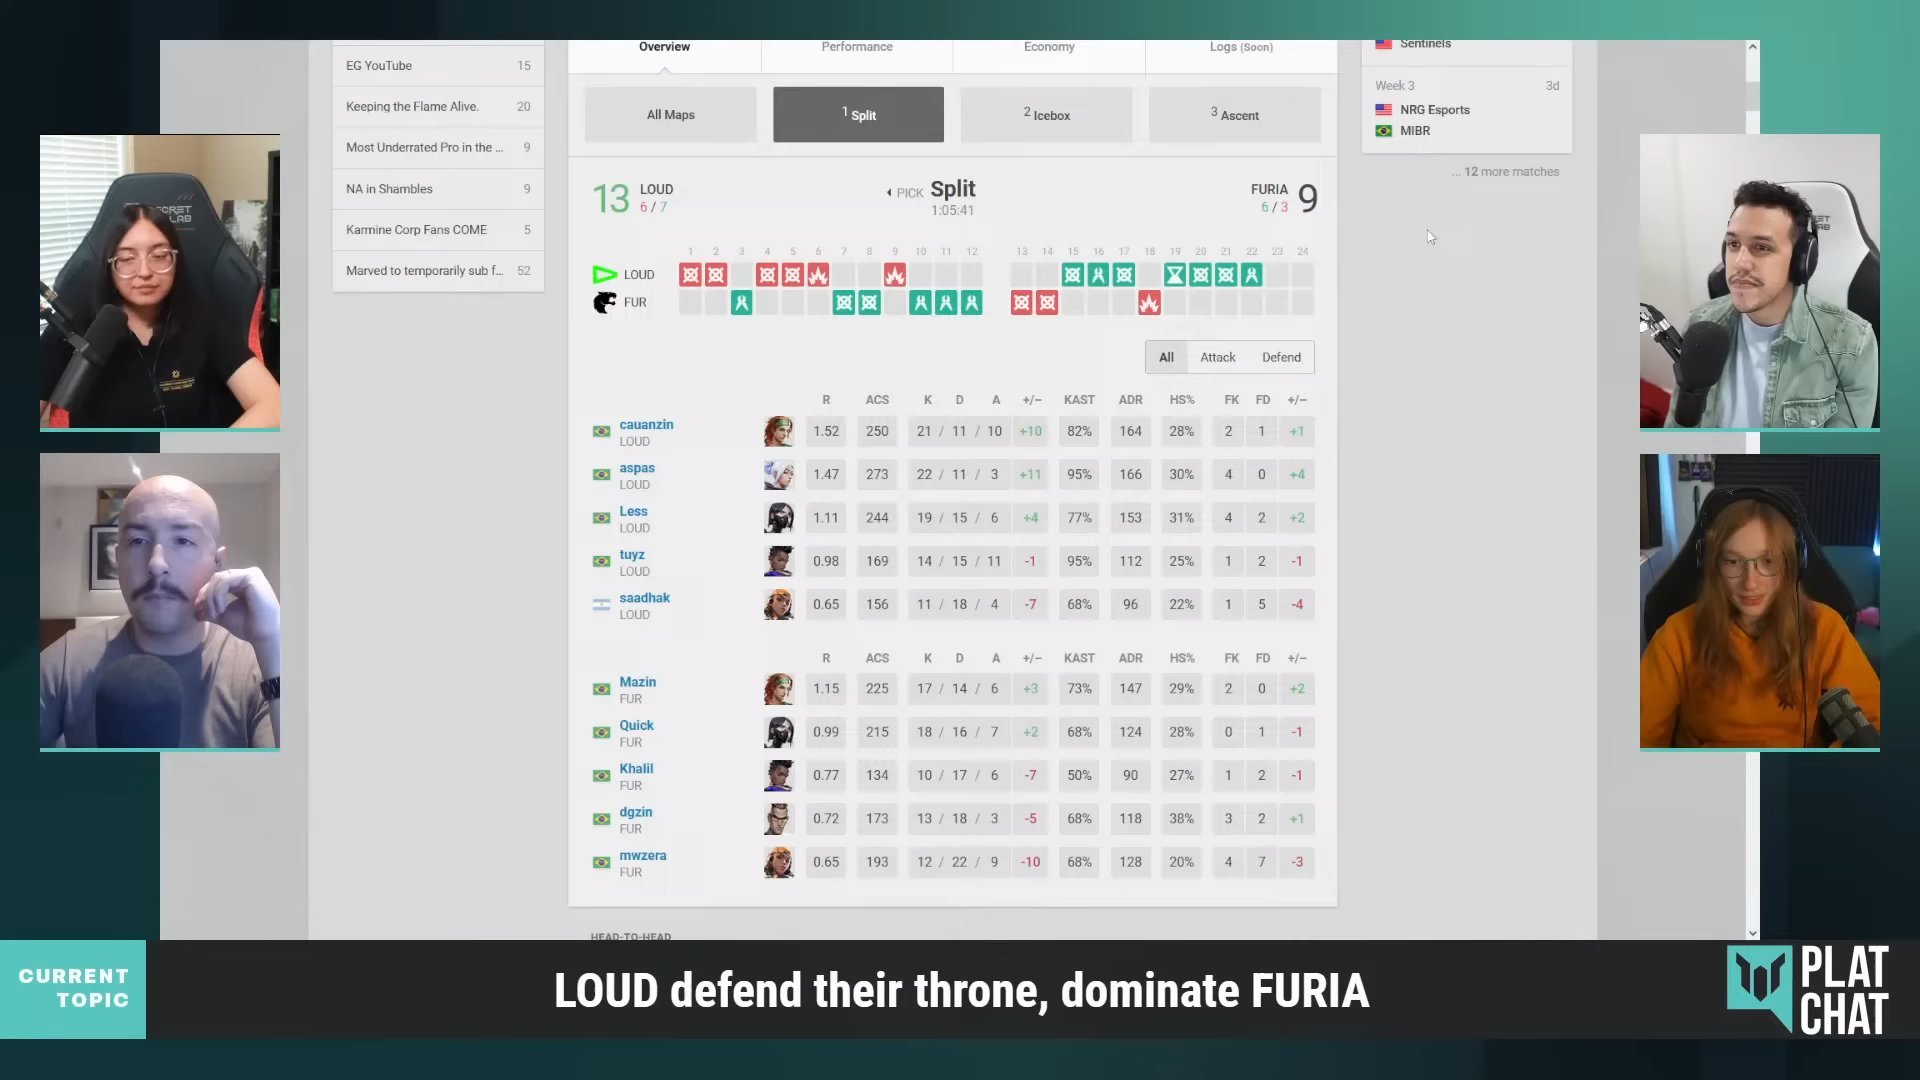 Overview Performance Economy Logs (Soon)
EG YouTube 15
Keeping the Flame Alive. 20
Most Underrated Pro in the ... 9
NA in Shambles 9
Karmine Corp Fans COME 5
Marved to temporarily sub f... 52
All Maps 1 Split 2 Icebox 3 Ascent
13 LOUD 6 / 7 PICK Split 1:05:41 FURIA 6 / 3 9
1 2 3 4 5 6 7 8 9 10 11 12 13 14 15 16 17 18 19 20 21 22 23 24
LOUD
FUR
All Attack Defend
R ACS K D A +/– KAST ADR HS% FK FD +/–
cauanzin LOUD 1.52 250 21 / 11 / 10 +10 82% 164 28% 2 1 +1
aspas LOUD 1.47 273 22 / 11 / 3 +11 95% 166 30% 4 0 +4
Less LOUD 1.11 244 19 / 15 / 6 +4 77% 153 31% 4 2 +2
tuyz LOUD 0.98 169 14 / 15 / 11 -1 95% 112 25% 1 2 -1
saadhak LOUD 0.65 156 11 / 18 / 4 -7 68% 96 22% 1 5 -4
R ACS K D A +/– KAST ADR HS% FK FD +/–
Mazin FUR 1.15 225 17 / 14 / 6 +3 73% 147 29% 2 0 +2
Quick FUR 0.99 215 18 / 16 / 7 +2 68% 124 28% 0 1 -1
Khalil FUR 0.77 134 10 / 17 / 6 -7 50% 90 27% 1 2 -1
dgzin FUR 0.72 173 13 / 18 / 3 -5 68% 118 38% 3 2 +1
mwzera FUR 0.65 193 12 / 22 / 9 -10 68% 128 20% 4 7 -3
HEAD-TO-HEAD
Sentinels
Week 3 3d
NRG Esports
MIBR
... 12 more matches
CURRENT
TOPIC
LOUD defend their throne, dominate FURIA
PLAT
CHAT